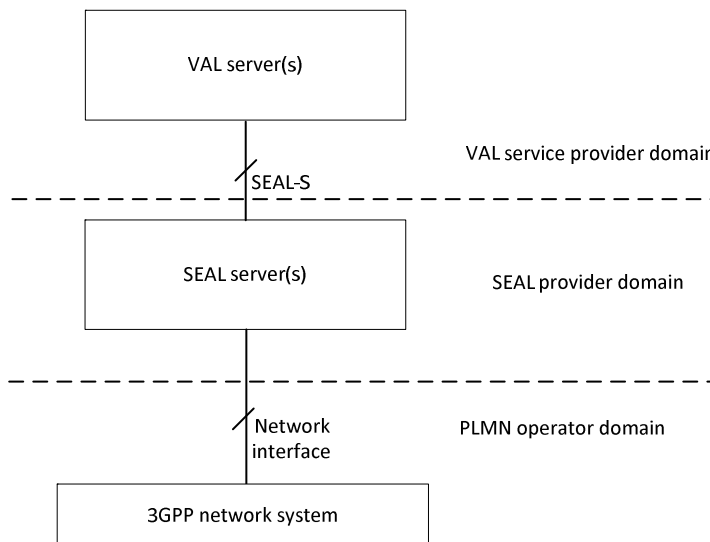 VAL server(s)
VAL service provider domain
SEAL-S
SEAL server(s)
SEAL provider domain
Network
interface
PLMN operator domain
3GPP network system